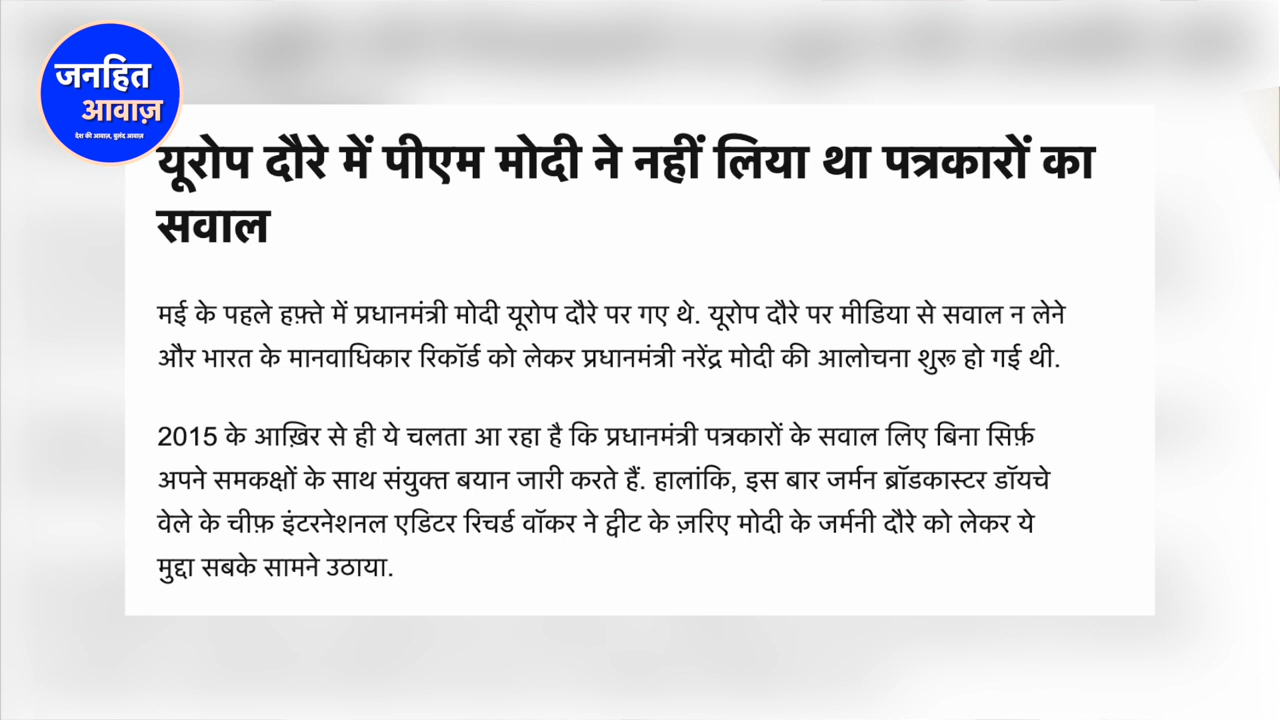 जनहित
आवाज़
देश की आवाज़, बुलंद आवाज़
यूरोप दौरे में पीएम मोदी ने नहीं लिया था पत्रकारों का
सवाल
मई के पहले हफ़्ते में प्रधानमंत्री मोदी यूरोप दौरे पर गए थे. यूरोप दौरे पर मीडिया से सवाल न लेने
और भारत के मानवाधिकार रिकॉर्ड को लेकर प्रधानमंत्री नरेंद्र मोदी की आलोचना शुरू हो गई थी.
2015 के आख़िर से ही ये चलता आ रहा है कि प्रधानमंत्री पत्रकारों के सवाल लिए बिना सिर्फ़
अपने समकक्षों के साथ संयुक्त बयान जारी करते हैं. हालांकि, इस बार जर्मन ब्रॉडकास्टर डॉयचे
वेले के चीफ़ इंटरनेशनल एडिटर रिचर्ड वॉकर ने ट्वीट के ज़रिए मोदी के जर्मनी दौरे को लेकर ये
मुद्दा सबके सामने उठाया.